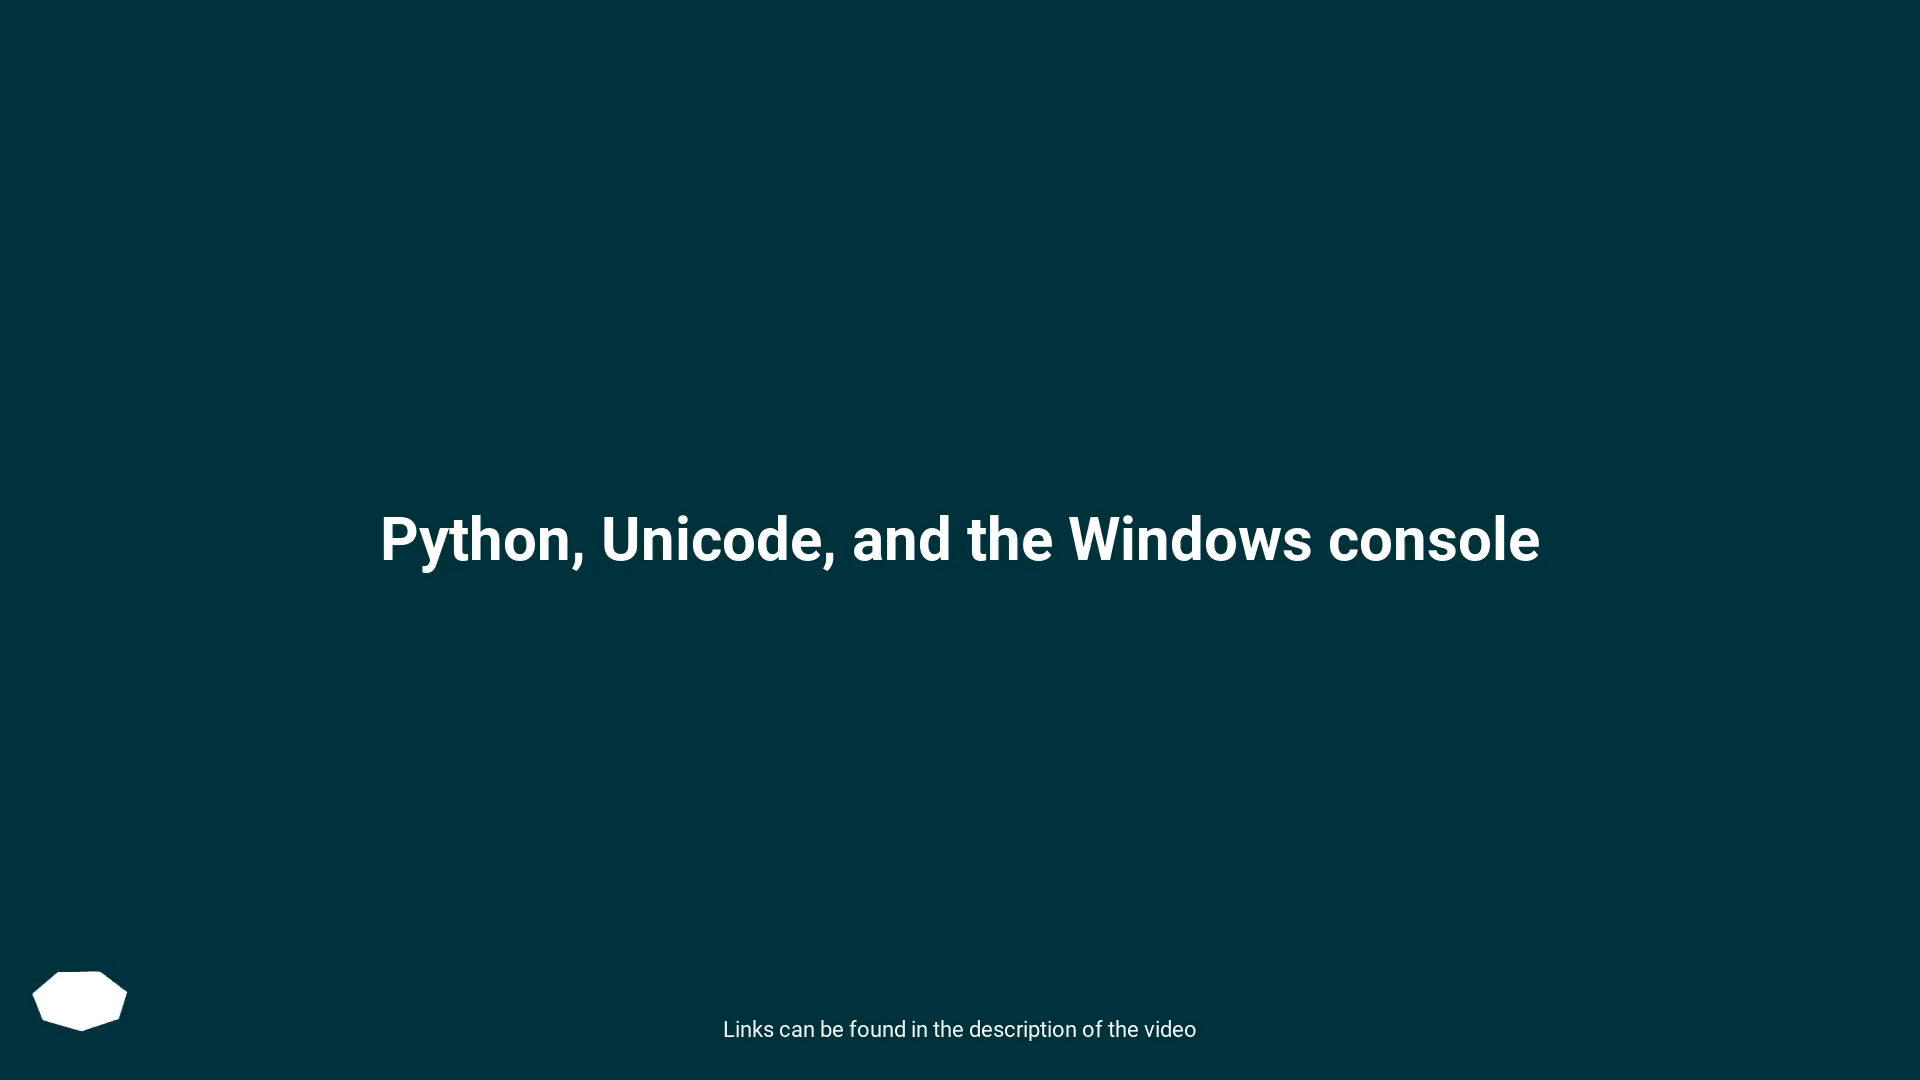 Python, Unicode, and the Windows console
Links can be found in the description of the video